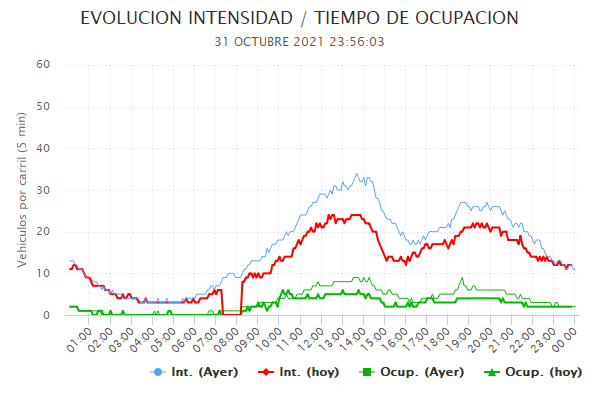 EVOLUCION INTENSIDAD / TIEMPO DE OCUPACION
31 OCTUBRE 2021 23:56:03
Vehiculos por carril (5 min)
60
50
40
30
20
10
0
01:00 02:00 03:00 04:00 05:00 06:00 07:00 08:00 09:00 10:00 11:00 12:00 13:00 14:00 15:00 16:00 17:00 18:00 19:00 20:00 21:00 22:00 23:00 00:00
Int. (Ayer) Int. (hoy) Ocup. (Ayer) Ocup. (hoy)